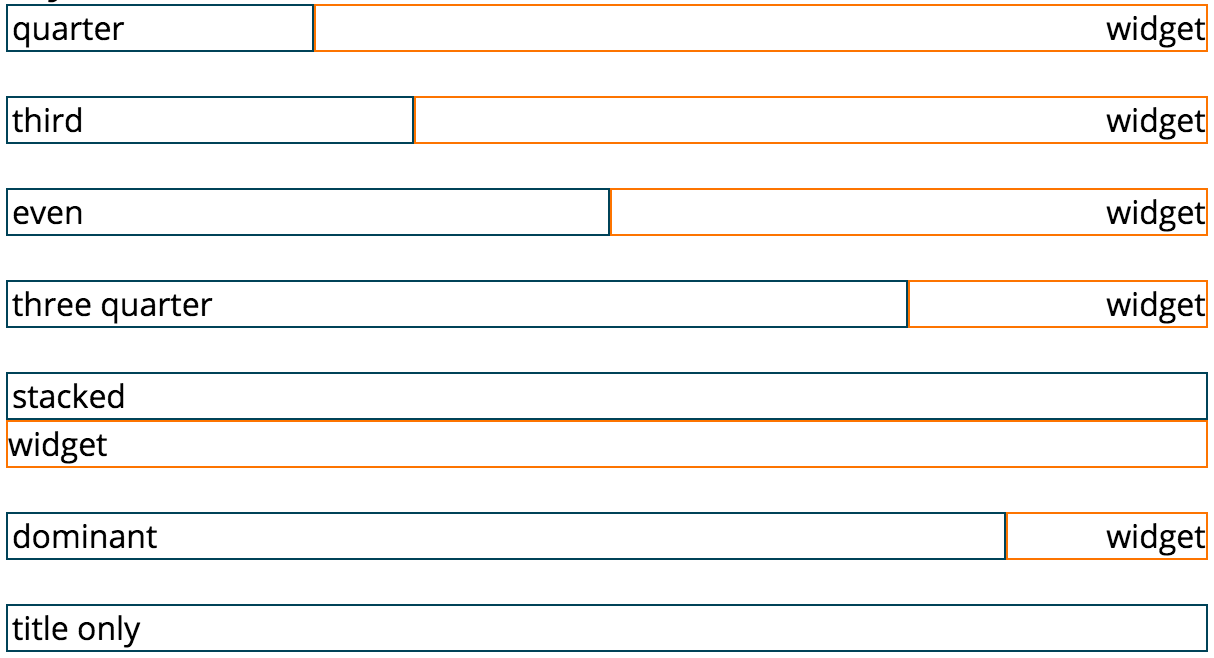 quarter widget
third widget
even widget
three quarter widget
stacked
widget
dominant widget
title only